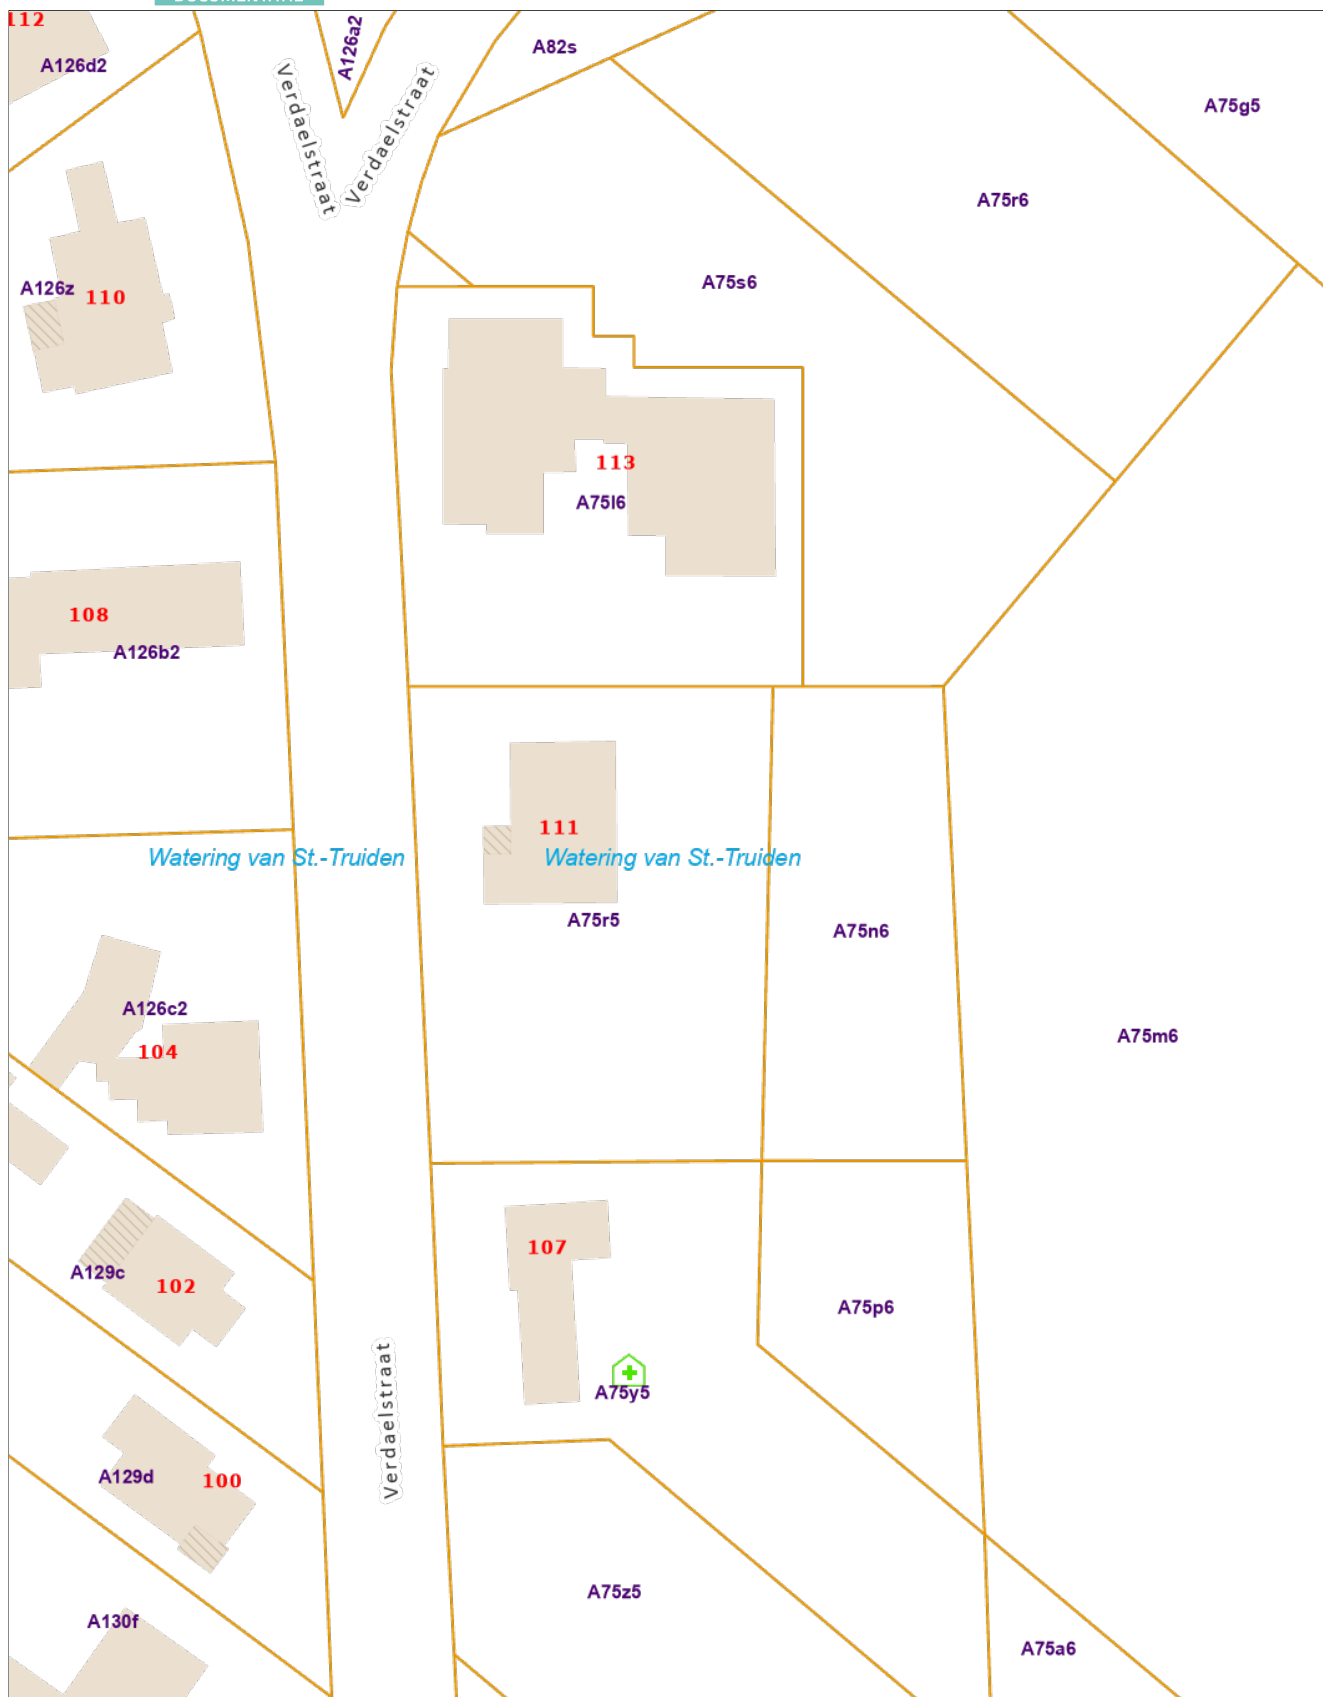 112
A126d2
A126a2
A82s
Verdaelstraat
Verdaelstraat
A75g5
A75r6
A126z
110
A75s6
113
A75l6
108
A126b2
111
Watering van St.-Truiden
Watering van St.-Truiden
A75r5
A75n6
A126c2
104
A75m6
107
A129c
102
A75p6
Verdaelstraat
A75y5
A129d
100
A75z5
A130f
A75a6